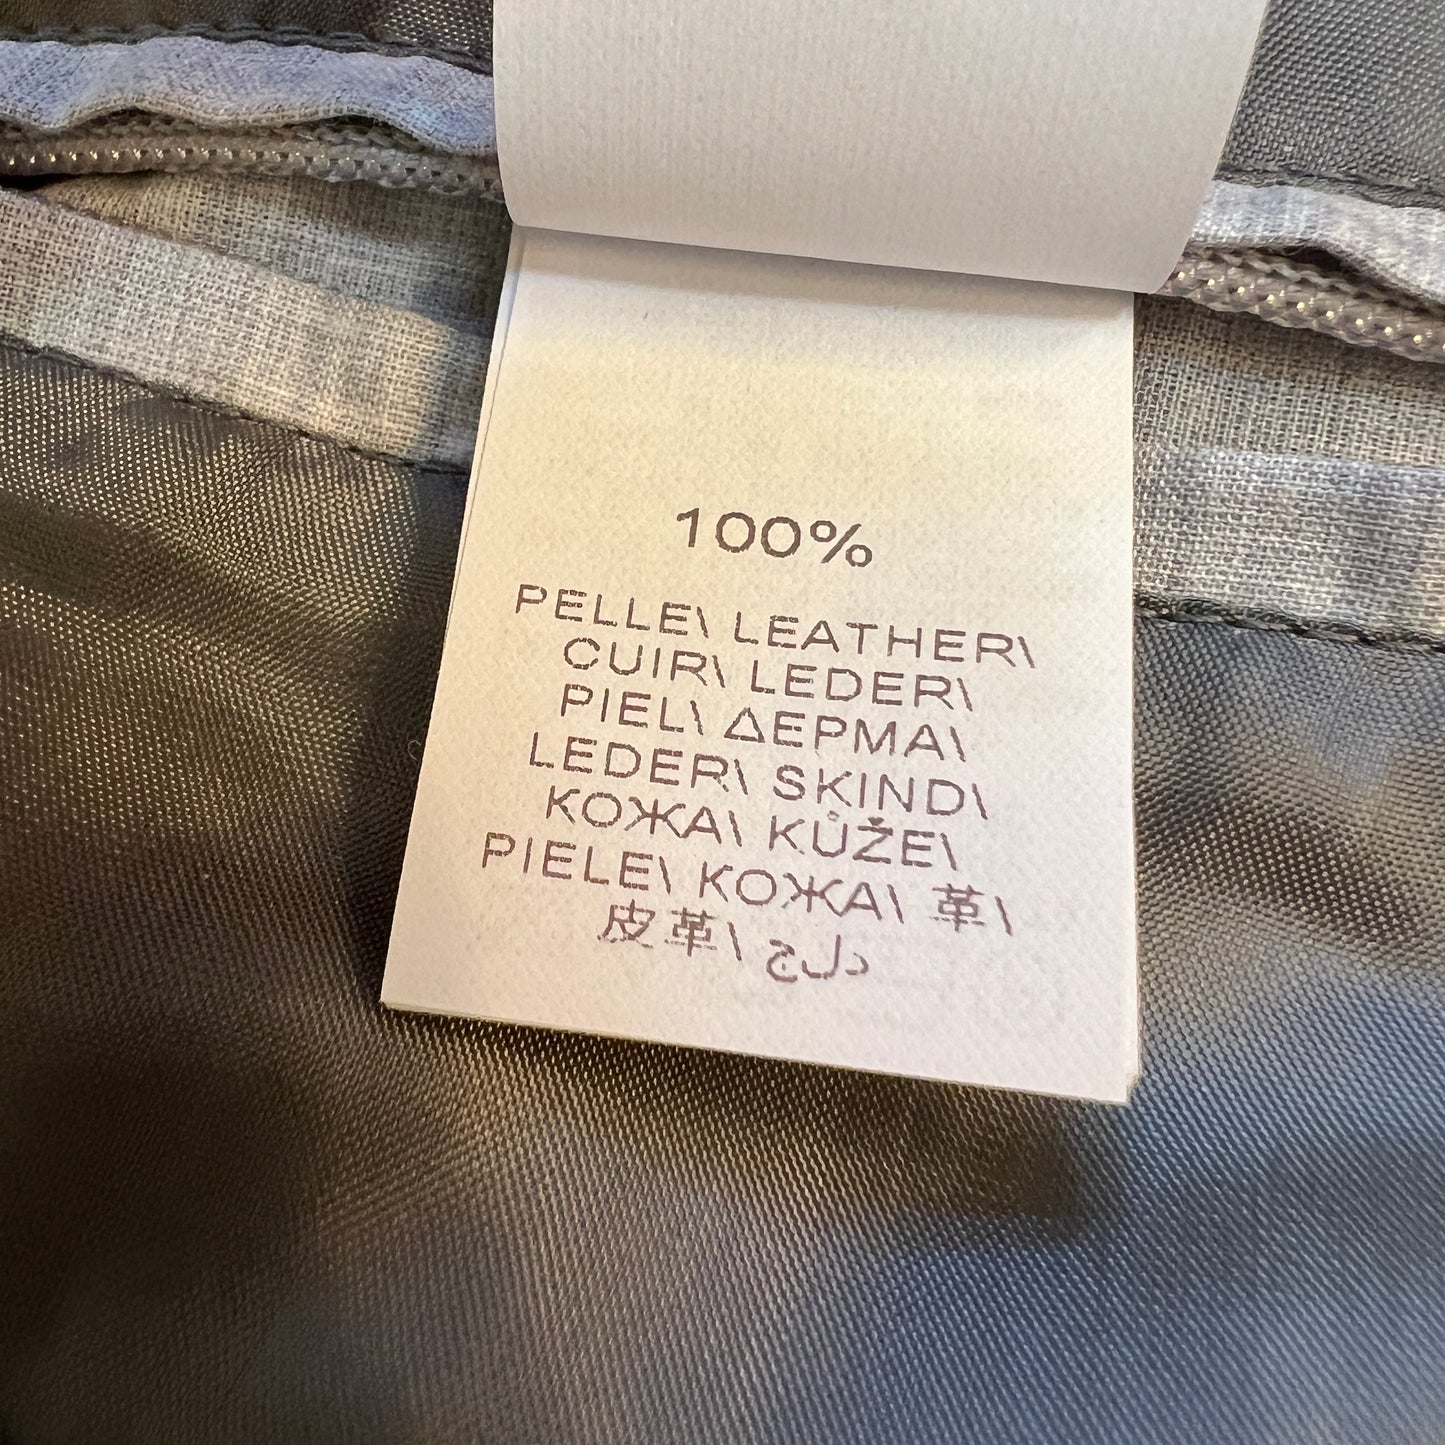 100%
PELLE\ LEATHER\
CUIR\ LEDER\
PIEL\ ΔΕΡΜΑ\
LEDER\ SKIND\
КОЖА\ KŮŽE\
PIELE\ КОЖА\ 革\
皮革\ جلد